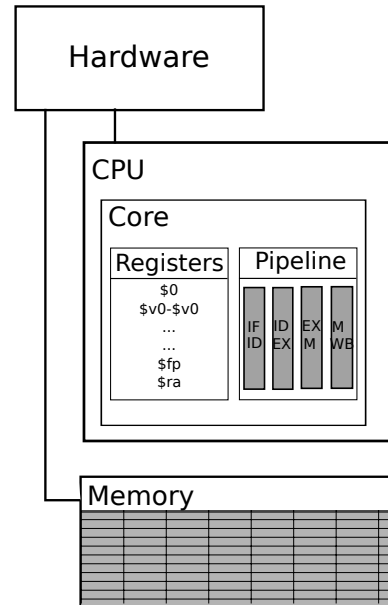 Hardware
CPU
Core
Registers
$0
$v0-$v0
...
...
$fp
$ra
Pipeline
IF
ID
ID
EX
EX
M
M
WB
Memory